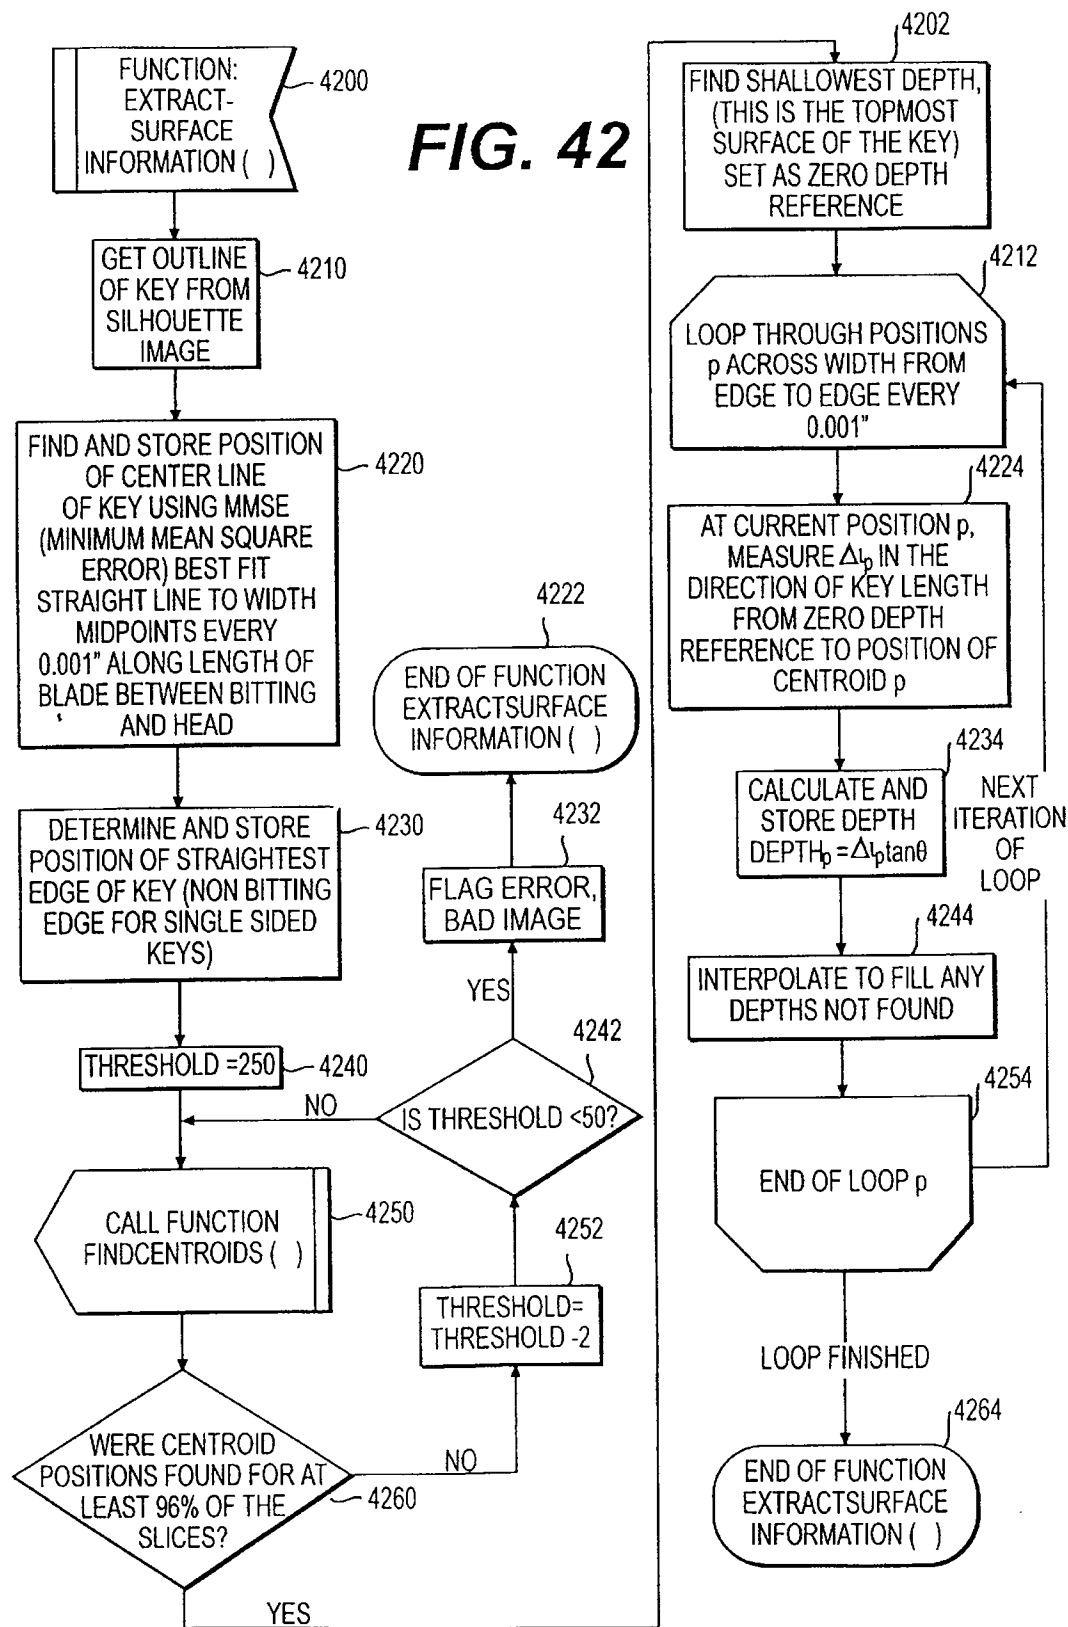 FUNCTION:
EXTRACT-
SURFACE
INFORMATION ( )
4200
FIG. 42
GET OUTLINE
OF KEY FROM
SILHOUETTE
IMAGE
4210
FIND AND STORE POSITION
OF CENTER LINE
OF KEY USING MMSE
(MINIMUM MEAN SQUARE
ERROR) BEST FIT
STRAIGHT LINE TO WIDTH
MIDPOINTS EVERY
0.001" ALONG LENGTH OF
BLADE BETWEEN BITTING
AND HEAD
4220
DETERMINE AND STORE
POSITION OF STRAIGHTEST
EDGE OF KEY (NON BITTING
EDGE FOR SINGLE SIDED
KEYS)
4230
THRESHOLD =250
4240
CALL FUNCTION
FINDCENTROIDS ( )
4250
WERE CENTROID
POSITIONS FOUND FOR AT
LEAST 96% OF THE
SLICES?
4260
NO
YES
THRESHOLD=
THRESHOLD -2
4252
IS THRESHOLD <50?
4242
NO
YES
FLAG ERROR,
BAD IMAGE
4232
END OF FUNCTION
EXTRACTSURFACE
INFORMATION ( )
4222
4202
FIND SHALLOWEST DEPTH,
(THIS IS THE TOPMOST
SURFACE OF THE KEY)
SET AS ZERO DEPTH
REFERENCE
4212
LOOP THROUGH POSITIONS
p ACROSS WIDTH FROM
EDGE TO EDGE EVERY
0.001"
4224
AT CURRENT POSITION p,
MEASURE Διp IN THE
DIRECTION OF KEY LENGTH
FROM ZERO DEPTH
REFERENCE TO POSITION OF
CENTROID p
4234
CALCULATE AND
STORE DEPTH
DEPTHp =Διptanθ
NEXT
ITERATION
OF
LOOP
4244
INTERPOLATE TO FILL ANY
DEPTHS NOT FOUND
4254
END OF LOOP p
LOOP FINISHED
4264
END OF FUNCTION
EXTRACTSURFACE
INFORMATION ( )